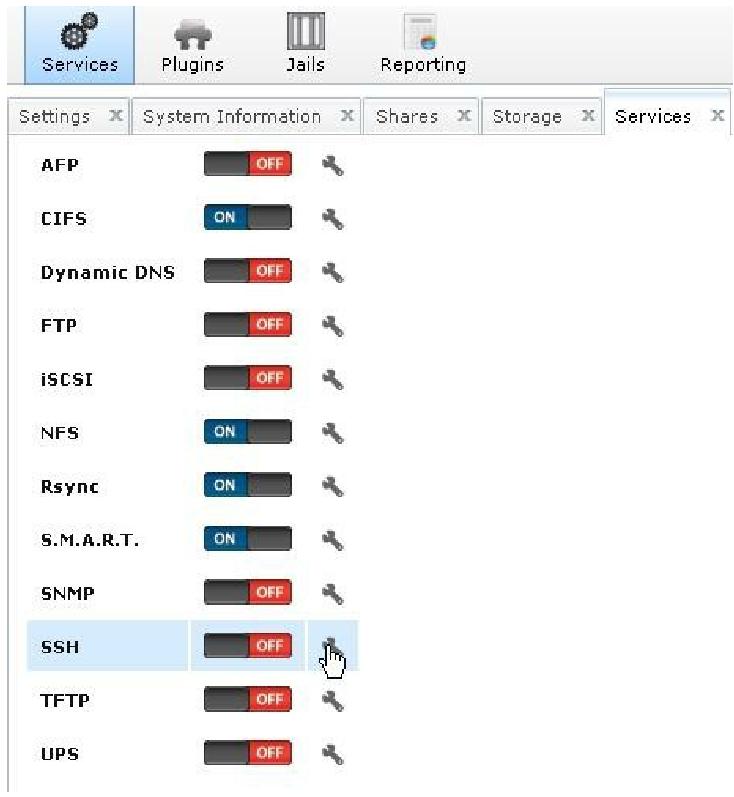 Services Plugins Jails Reporting
Settings X System Information X Shares X Storage X Services X
AFP OFF
CIFS ON
Dynamic DNS OFF
FTP OFF
iSCSI OFF
NFS ON
Rsync ON
S.M.A.R.T. ON
SNMP OFF
SSH OFF
TFTP OFF
UPS OFF